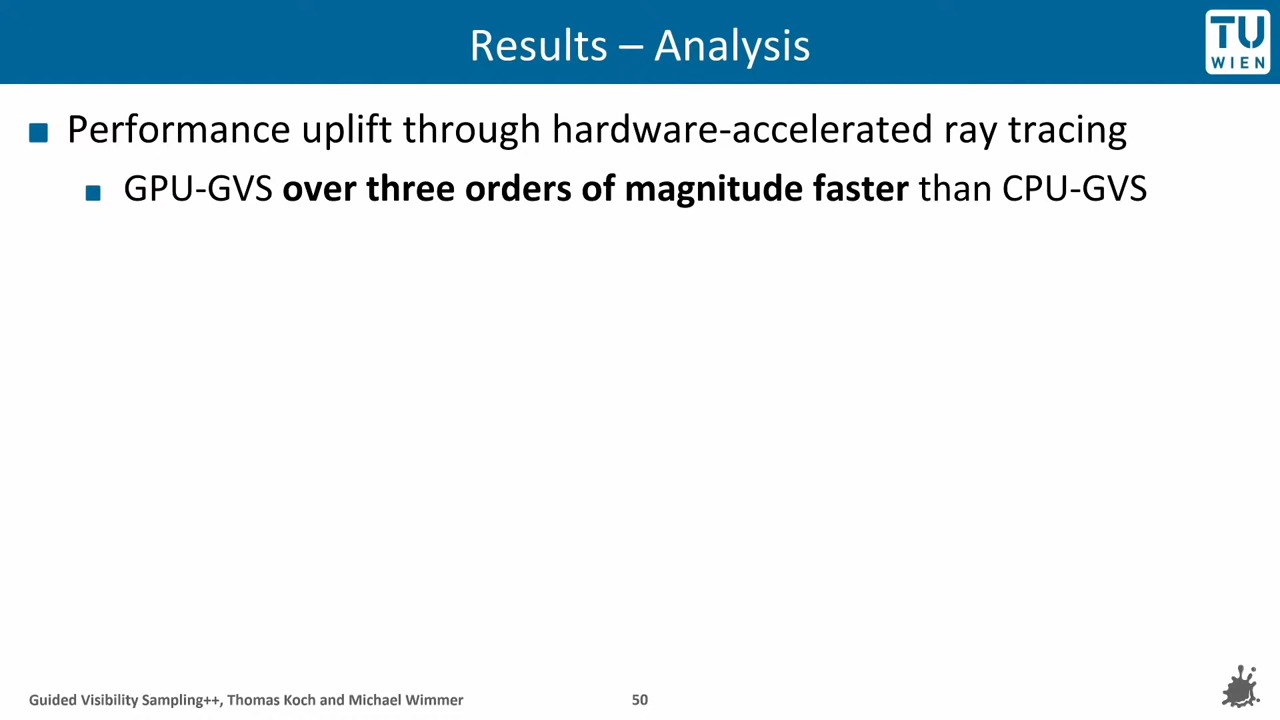 Results – Analysis
TU
WIEN
Performance uplift through hardware-accelerated ray tracing
GPU-GVS over three orders of magnitude faster than CPU-GVS
Guided Visibility Sampling++, Thomas Koch and Michael Wimmer
50